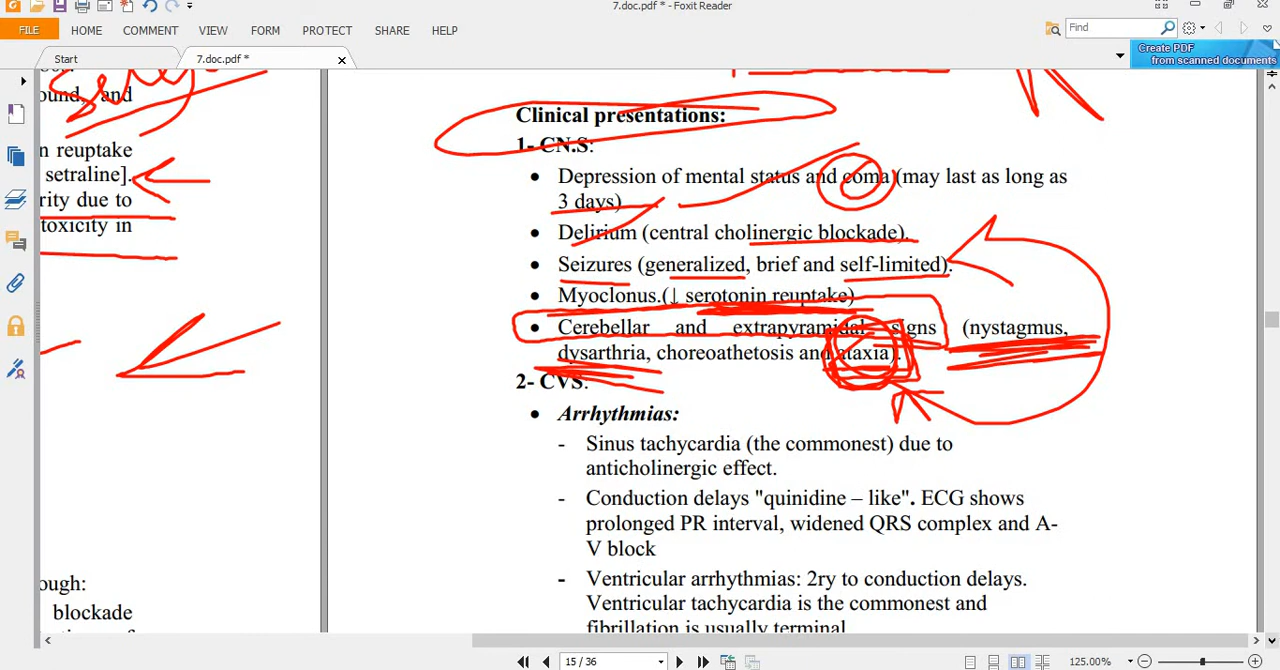 7.doc.pdf * - Foxit Reader
FILE HOME COMMENT VIEW FORM PROTECT SHARE HELP
Find
Start 7.doc.pdf *
Create PDF
from scanned documents
ound, and
n reuptake
setraline].
rity due to
toxicity in
ough:
blockade
Clinical presentations:
1- CN.S:
• Depression of mental status and coma (may last as long as
3 days)
• Delirium (central cholinergic blockade).
• Seizures (generalized, brief and self-limited).
• Myoclonus.(↓ serotonin reuptake)
• Cerebellar and extrapyramidal signs (nystagmus,
dysarthria, choreoathetosis and ataxia).
2- CVS:
• Arrhythmias:
- Sinus tachycardia (the commonest) due to
anticholinergic effect.
- Conduction delays "quinidine – like". ECG shows
prolonged PR interval, widened QRS complex and A-
V block
- Ventricular arrhythmias: 2ry to conduction delays.
Ventricular tachycardia is the commonest and
fibrillation is usually terminal
15 / 36
125.00%